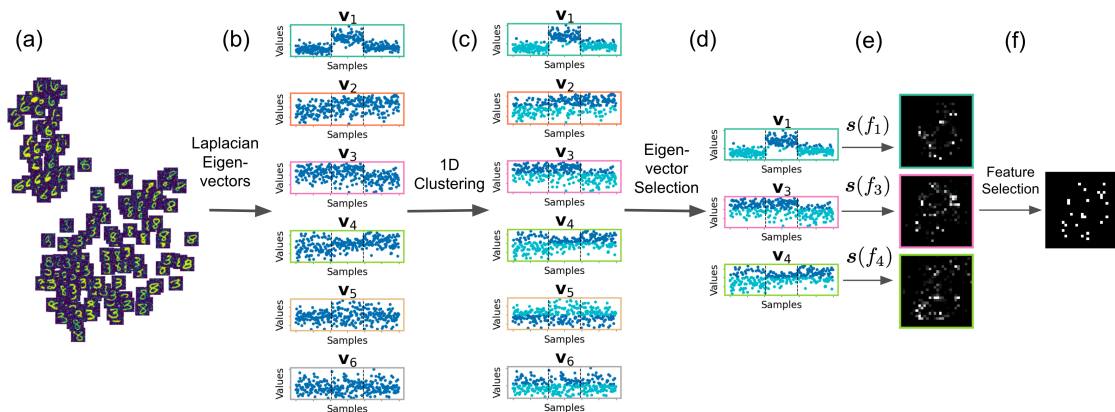 (a)
(b)
(c)
(d)
(e)
(f)
Laplacian
Eigen-
vectors
v1
Values
Samples
v2
Values
Samples
v3
Values
Samples
v4
Values
Samples
v5
Values
Samples
v6
Values
Samples
1D
Clustering
v1
Values
Samples
v2
Values
Samples
v3
Values
Samples
v4
Values
Samples
v5
Values
Samples
v6
Values
Samples
Eigen-
vector
Selection
v1
Values
Samples
v3
Values
Samples
v4
Values
Samples
s(f1)
s(f3)
s(f4)
Feature
Selection